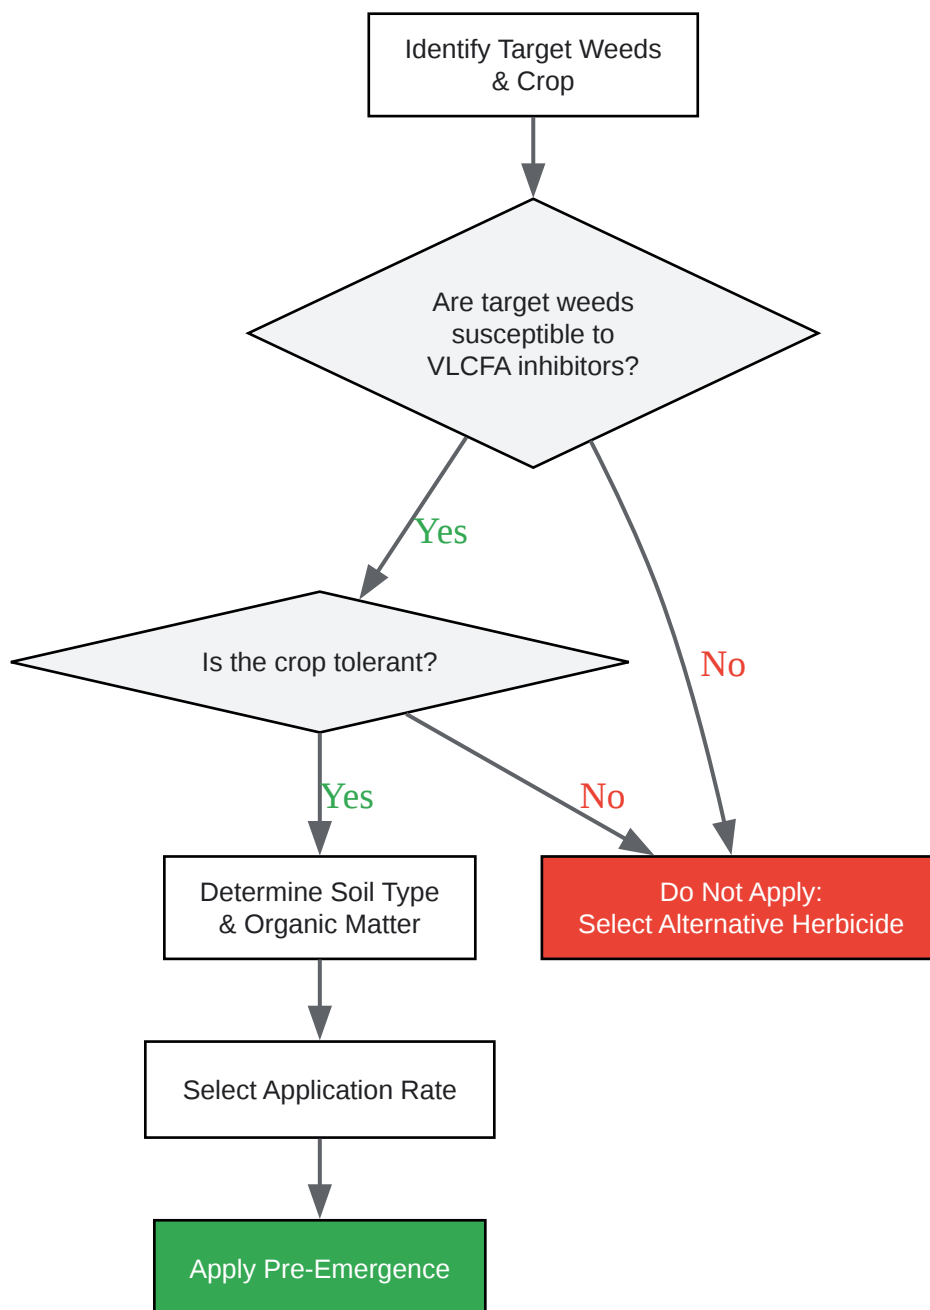 Identify Target Weeds
& Crop
Are target weeds
susceptible to
VLCFA inhibitors?
Yes
No
Is the crop tolerant?
Yes
No
Determine Soil Type
& Organic Matter
Do Not Apply:
Select Alternative Herbicide
Select Application Rate
Apply Pre-Emergence